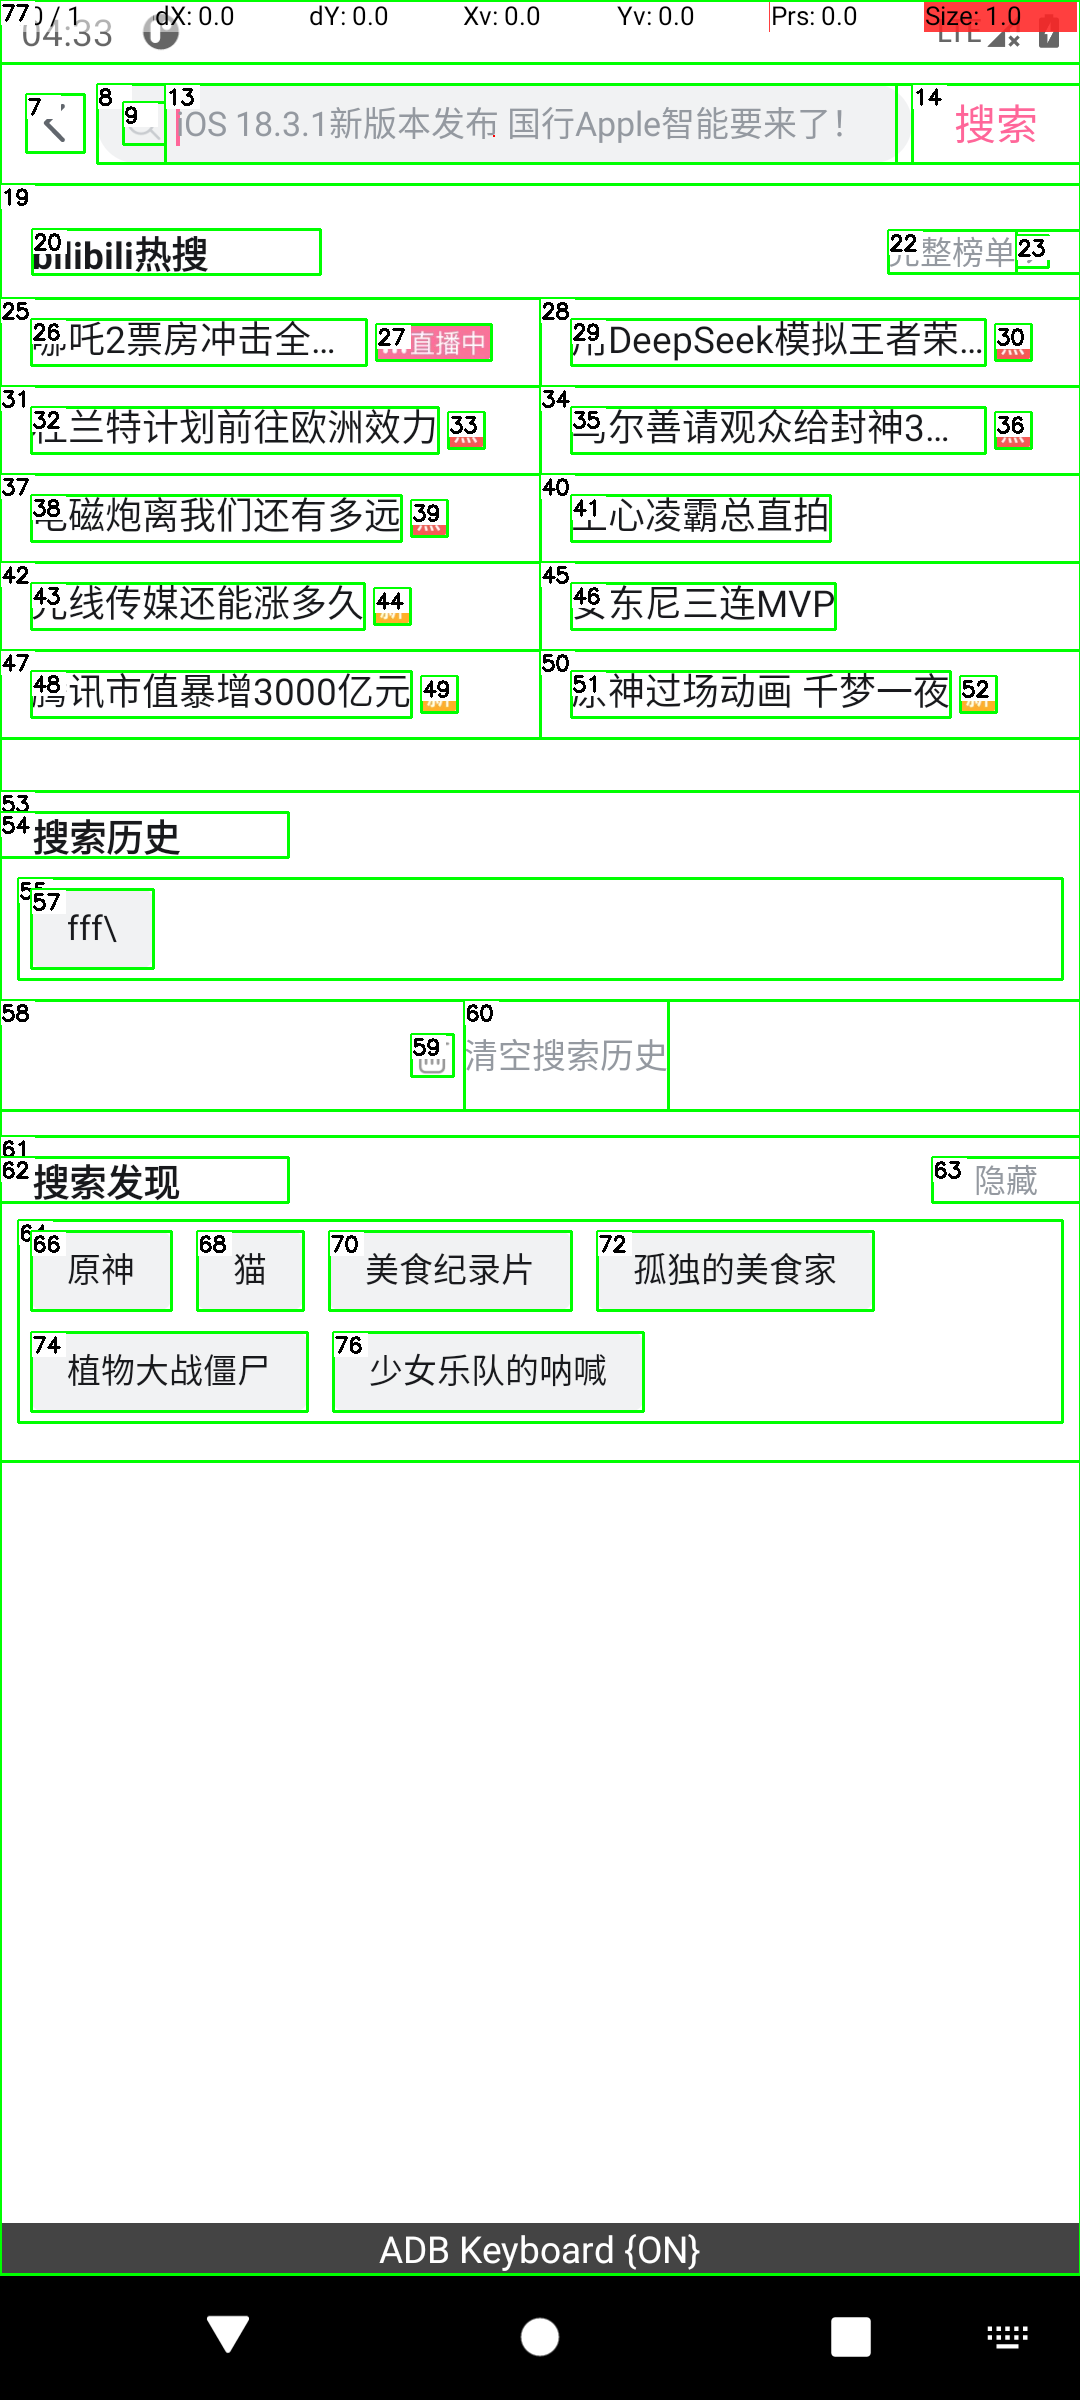 77 0 / 1 dX: 0.0 dY: 0.0 Xv: 0.0 Yv: 0.0 Prs: 0.0 Size: 1.0
04:33 LTE
7 8 9 13 iOS 18.3.1新版本发布 国行Apple智能要来了! 14 搜索
19
20 bilibili热搜 22 完整榜单 23
25 28
26 哪吒2票房冲击全... 27 直播中 29 用DeepSeek模拟王者荣... 30
31 34
32 杜兰特计划前往欧洲效力 33 35 乌尔善请观众给封神3... 36
37 40
38 电磁炮离我们还有多远 39 41 心凌霸总直拍
42 45
43 光线传媒还能涨多久 44 新 46 安东尼三连MVP
47 50
48 腾讯市值暴增3000亿元 49 新 51 原神过场动画 千梦一夜 52 新
53
54 搜索历史
55
57 fff\
58 59 60 清空搜索历史
61
62 搜索发现 63 隐藏
64
66 原神 68 猫 70 美食纪录片 72 孤独的美食家
74 植物大战僵尸 76 少女乐队的呐喊
ADB Keyboard {ON}